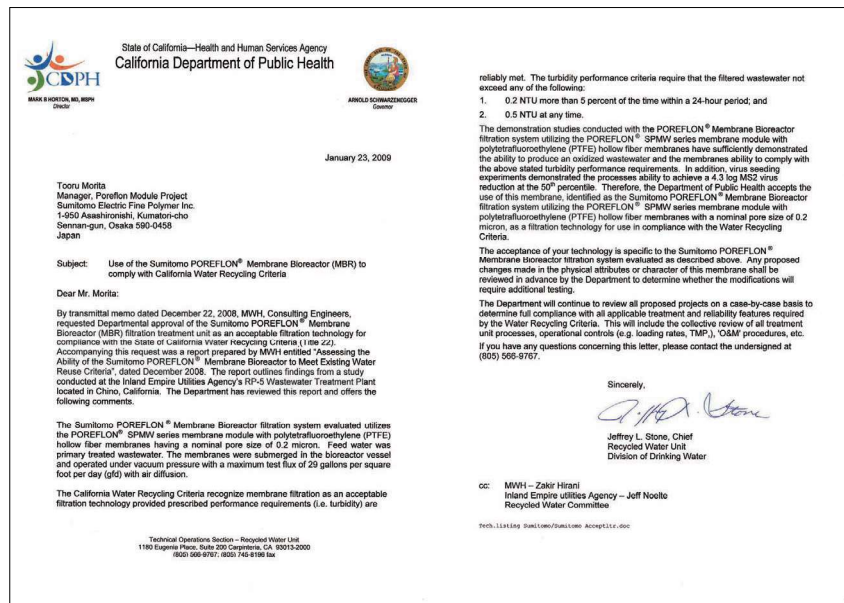 State of California—Health and Human Services Agency
California Department of Public Health
CDPH
MARK B HORTON, MD, MSPH
Director
ARNOLD SCHWARZENEGGER
Governor
January 23, 2009
Tooru Morita
Manager, Poreflon Module Project
Sumitomo Electric Fine Polymer Inc.
1-950 Asashironishi, Kumatori-cho
Sennan-gun, Osaka 590-0458
Japan
Subject: Use of the Sumitomo POREFLON® Membrane Bioreactor (MBR) to
comply with California Water Recycling Criteria
Dear Mr. Morita:
By transmittal memo dated December 22, 2008, MWH, Consulting Engineers,
requested Departmental approval of the Sumitomo POREFLON® Membrane
Bioreactor (MBR) filtration treatment unit as an acceptable filtration technology for
compliance with the State of California Water Recycling Criteria (Title 22).
Accompanying this request was a report prepared by MWH entitled "Assessing the
Ability of the Sumitomo POREFLON® Membrane Bioreactor to Meet Existing Water
Reuse Criteria", dated December 2008. The report outlines findings from a study
conducted at the Inland Empire Utilities Agency's RP-5 Wastewater Treatment Plant
located in Chino, California. The Department has reviewed this report and offers the
following comments.
The Sumitomo POREFLON® Membrane Bioreactor filtration system evaluated utilizes
the POREFLON® SPMW series membrane module with polytetrafluoroethylene (PTFE)
hollow fiber membranes having a nominal pore size of 0.2 micron. Feed water was
primary treated wastewater. The membranes were submerged in the bioreactor vessel
and operated under vacuum pressure with a maximum test flux of 29 gallons per square
foot per day (gfd) with air diffusion.
The California Water Recycling Criteria recognize membrane filtration as an acceptable
filtration technology provided prescribed performance requirements (i.e. turbidity) are
Technical Operations Section – Recycled Water Unit
1180 Eugenia Place, Suite 200 Carpinteria, CA 93013-2000
(805) 566-9767; (805) 745-8196 fax
reliably met. The turbidity performance criteria require that the filtered wastewater not
exceed any of the following:
1. 0.2 NTU more than 5 percent of the time within a 24-hour period; and
2. 0.5 NTU at any time.
The demonstration studies conducted with the POREFLON® Membrane Bioreactor
filtration system utilizing the POREFLON® SPMW series membrane module with
polytetrafluoroethylene (PTFE) hollow fiber membranes have sufficiently demonstrated
the ability to produce an oxidized wastewater and the membranes ability to comply with
the above stated turbidity performance requirements. In addition, virus seeding
experiments demonstrated the processes ability to achieve a 4.3 log MS2 virus
reduction at the 50th percentile. Therefore, the Department of Public Health accepts the
use of this membrane, identified as the Sumitomo POREFLON® Membrane Bioreactor
filtration system utilizing the POREFLON® SPMW series membrane module with
polytetrafluoroethylene (PTFE) hollow fiber membranes with a nominal pore size of 0.2
micron, as a filtration technology for use in compliance with the Water Recycling
Criteria.
The acceptance of your technology is specific to the Sumitomo POREFLON®
Membrane Bioreactor filtration system evaluated as described above. Any proposed
changes made in the physical attributes or character of this membrane shall be
reviewed in advance by the Department to determine whether the modifications will
require additional testing.
The Department will continue to review all proposed projects on a case-by-case basis to
determine full compliance with all applicable treatment and reliability features required
by the Water Recycling Criteria. This will include the collective review of all treatment
unit processes, operational controls (e.g. loading rates, TMP,), 'O&M' procedures, etc.
If you have any questions concerning this letter, please contact the undersigned at
(805) 566-9767.
Sincerely,
Jeffrey L. Stone, Chief
Recycled Water Unit
Division of Drinking Water
cc: MWH – Zakir Hirani
Inland Empire utilities Agency – Jeff Noelte
Recycled Water Committee
Tech.listing Sumitomo/Sumitomo Acceptltr.doc